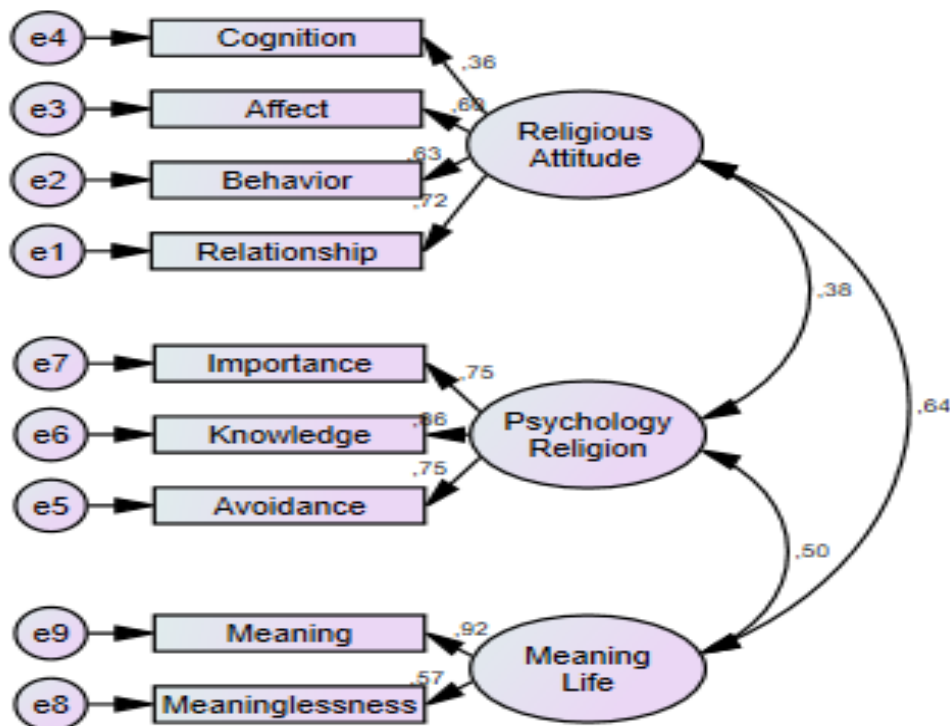 e4
Cognition
,36
e3
Affect
Religious
Attitude
e2
Behavior
,63
,72
e1
Relationship
,38
e7
Importance
,75
,64
e6
Knowledge
Psychology
Religion
,75
e5
Avoidance
,50
e9
Meaning
,92
Meaning
Life
,57
e8
Meaninglessness